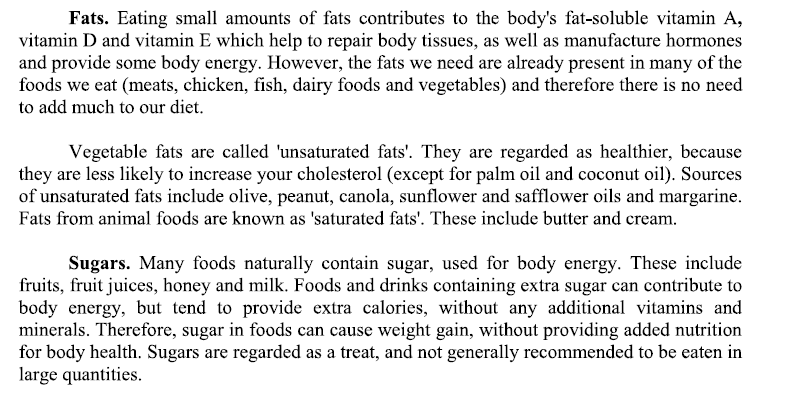 Fats. Eating small amounts of fats contributes to the body's fat-soluble vitamin A,
vitamin D and vitamin E which help to repair body tissues, as well as manufacture hormones
and provide some body energy. However, the fats we need are already present in many of the
foods we eat (meats, chicken, fish, dairy foods and vegetables) and therefore there is no need
to add much to our diet.
Vegetable fats are called 'unsaturated fats'. They are regarded as healthier, because
they are less likely to increase your cholesterol (except for palm oil and coconut oil). Sources
of unsaturated fats include olive, peanut, canola, sunflower and safflower oils and margarine.
Fats from animal foods are known as 'saturated fats'. These include butter and cream.
Sugars. Many foods naturally contain sugar, used for body energy. These include
fruits, fruit juices, honey and milk. Foods and drinks containing extra sugar can contribute to
body energy, but tend to provide extra calories, without any additional vitamins and
minerals. Therefore, sugar in foods can cause weight gain, without providing added nutrition
for body health. Sugars are regarded as a treat, and not generally recommended to be eaten in
large quantities.